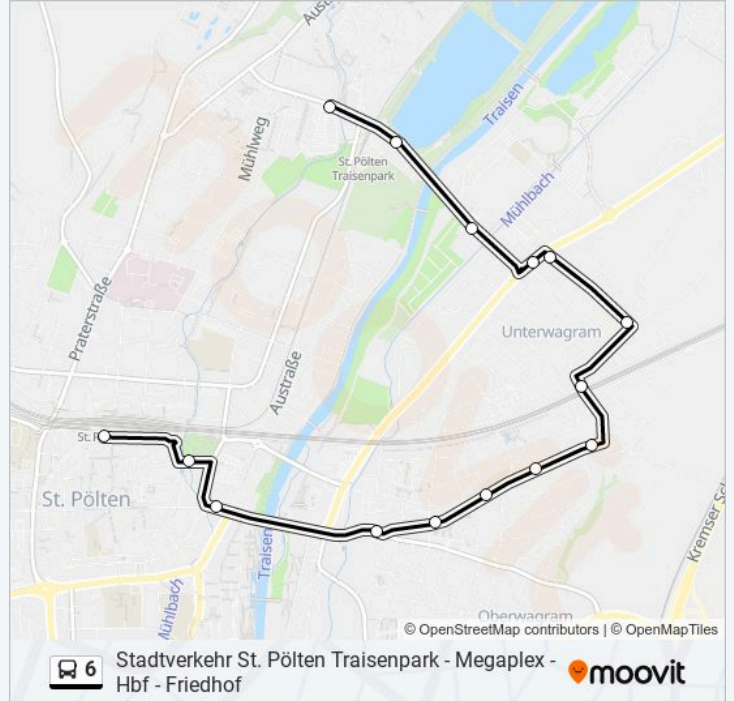 Aust
Mühlweg
St. Pölten
Traisenpark
Traisen
Mühlbach
Praterstraße
Austraße
Unterwagram
St. P
St. Pölten
Traisen
Mühlbach
Oberwagram
Kremser Sc
© OpenStreetMap contributors | © OpenMapTiles
6 Stadtverkehr St. Pölten Traisenpark - Megaplex -
Hbf - Friedhof
moovit